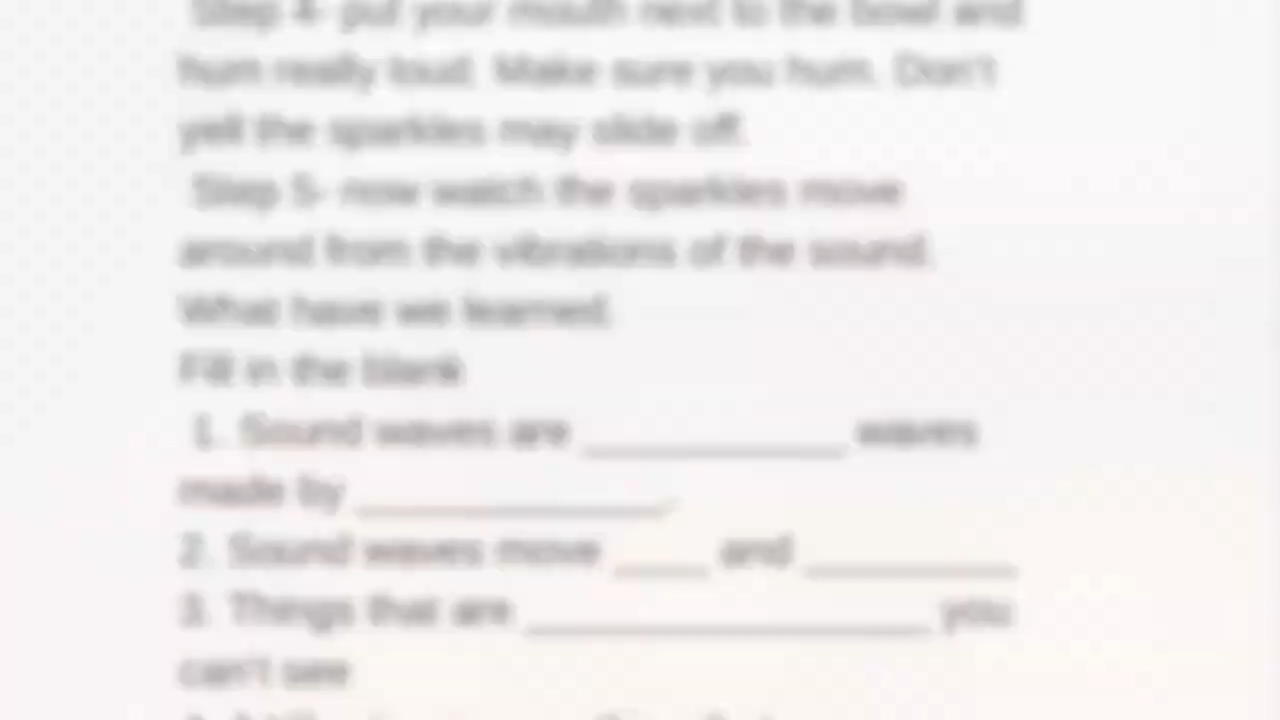 Step 4- put your mouth next to the bowl and
hum really loud. Make sure you hum. Don't
yell the sparkles may slide off.
Step 5- now watch the sparkles move
around from the vibrations of the sound.
What have we learned.
Fill in the blank
1. Sound waves are ______________ waves
made by ________________.
2. Sound waves move _____ and ___________
3. Things that are _____________________ you
can't see